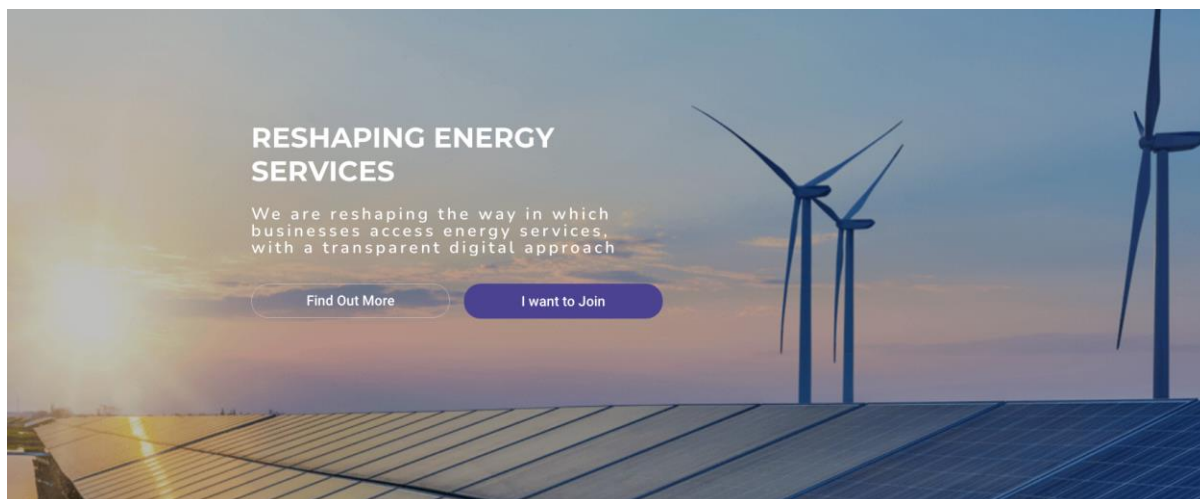 RESHAPING ENERGY
SERVICES
We are reshaping the way in which
businesses access energy services,
with a transparent digital approach
Find Out More
I want to Join